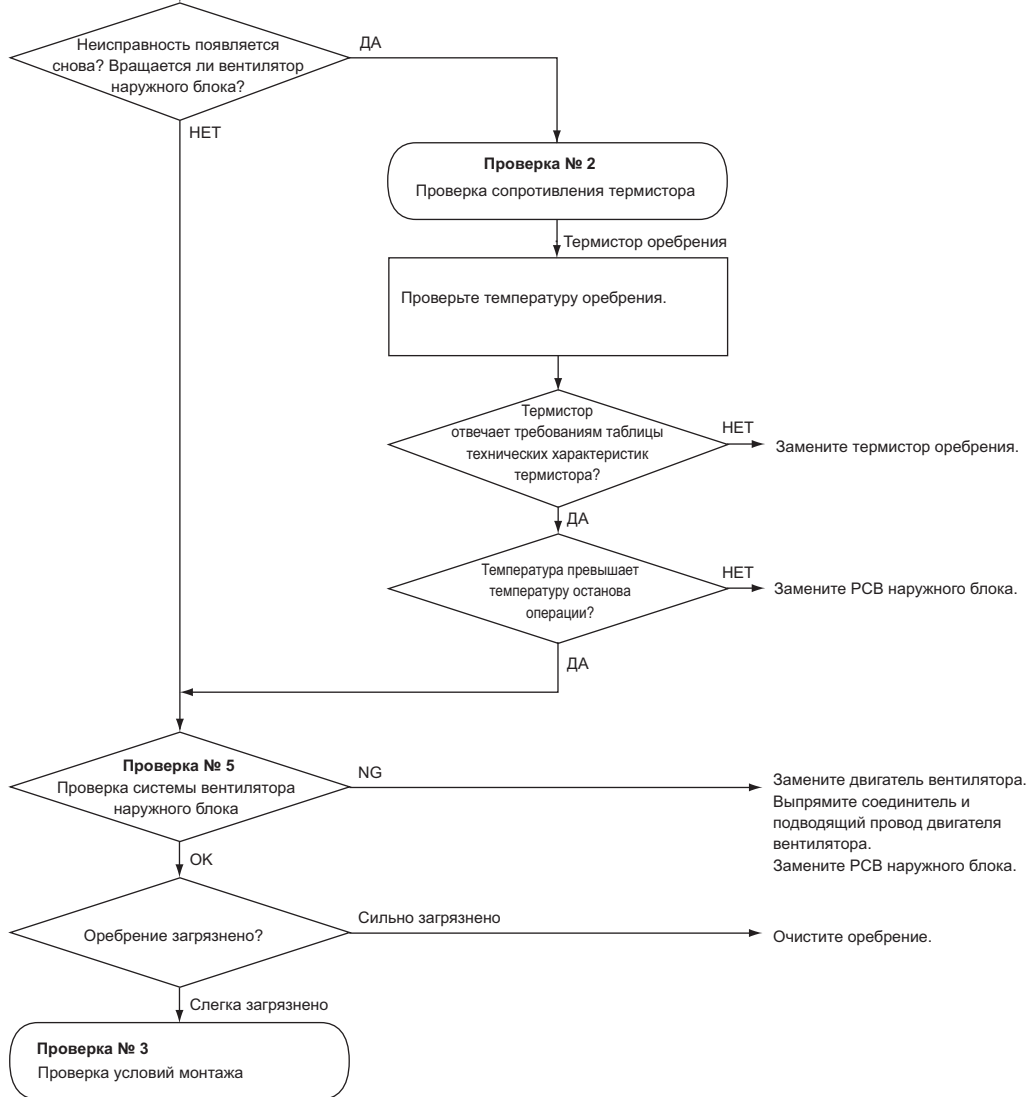 Неисправность появляется
снова? Вращается ли вентилятор
наружного блока?
ДА
НЕТ
Проверка № 2
Проверка сопротивления термистора
Термистор оребрения
Проверьте температуру оребрения.
Термистор
отвечает требованиям таблицы
технических характеристик
термистора?
НЕТ
Замените термистор оребрения.
ДА
Температура превышает
температуру останова
операции?
НЕТ
Замените PCB наружного блока.
ДА
Проверка № 5
Проверка системы вентилятора
наружного блока
NG
Замените двигатель вентилятора.
Выпрямите соединитель и
подводящий провод двигателя
вентилятора.
Замените PCB наружного блока.
OK
Оребрение загрязнено?
Сильно загрязнено
Очистите оребрение.
Слегка загрязнено
Проверка № 3
Проверка условий монтажа